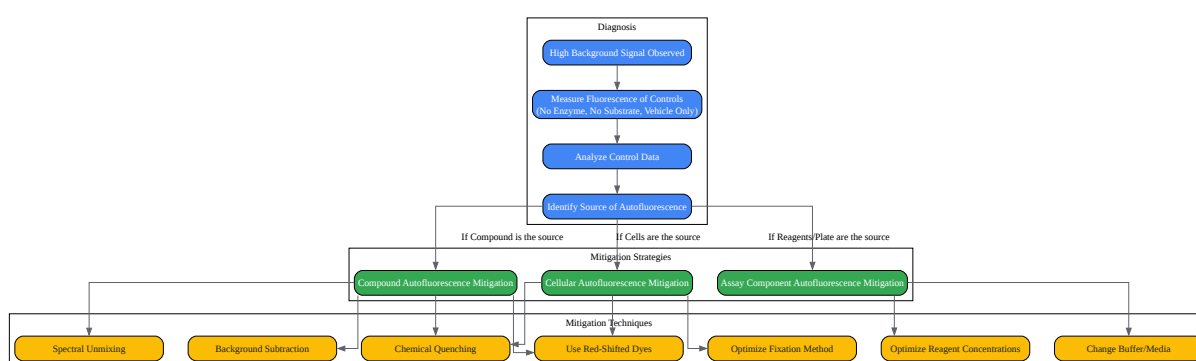 Diagnosis
High Background Signal Observed
Measure Fluorescence of Controls
(No Enzyme, No Substrate, Vehicle Only)
Analyze Control Data
Identify Source of Autofluorescence
If Compound is the source
If Cells are the source
If Reagents/Plate are the source
Mitigation Strategies
Compound Autofluorescence Mitigation
Cellular Autofluorescence Mitigation
Assay Component Autofluorescence Mitigation
Mitigation Techniques
Spectral Unmixing
Background Subtraction
Chemical Quenching
Use Red-Shifted Dyes
Optimize Fixation Method
Optimize Reagent Concentrations
Change Buffer/Media